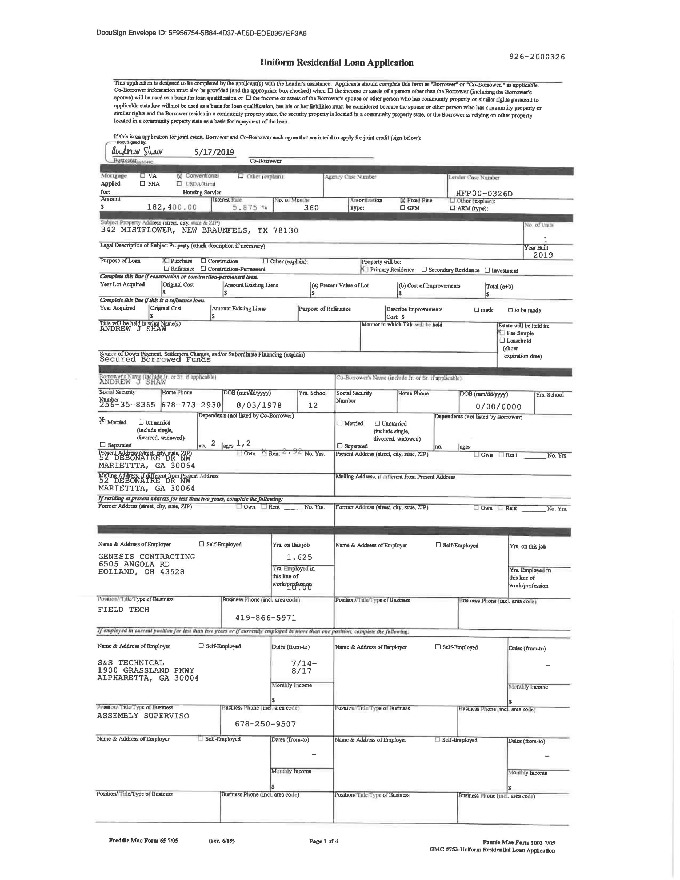 DocuSign Envelope ID: 5F956754-5B64-4D37-AE5D-EDE0367EF3A6
926-2000326
Uniform Residential Loan Application
This application is designed to be completed by the applicant(s) with the Lender's assistance. Applicants should complete this form as "Borrower" or "Co-Borrower," as applicable.
Co-Borrower information must also be provided (and the appropriate box checked) when ☐ the income or assets of a person other than the Borrower (including the Borrower's
spouse) will be used as a basis for loan qualification or ☐ the income or assets of the Borrower's spouse or other person who has community property or similar rights pursuant to
applicable state law will not be used as a basis for loan qualification, but his or her liabilities must be considered because the spouse or other person who has community property or
similar rights and the Borrower resides in a community property state, the security property is located in a community property state, or the Borrower is relying on other property
located in a community property state as a basis for repayment of the loan.
If this is an application for joint credit, Borrower and Co-Borrower each agree that we intend to apply for joint credit (sign below):
Andrew Shaw 5/17/2019
Borrower Co-Borrower
Mortgage ☐ VA ☒ Conventional ☐ Other (explain): Agency Case Number Lender Case Number
Applied ☐ FHA ☐ USDA/Rural
for: Housing Service HFP00-0326D
Amount Interest Rate No. of Months Amortization ☒ Fixed Rate ☐ Other (explain):
$ 182,400.00 5.875 % 360 Type: ☐ GPM ☐ ARM (type):
Subject Property Address (street, city, state & ZIP) No. of Units
342 MISTFLOWER, NEW BRAUNFELS, TX 78130
Legal Description of Subject Property (attach description if necessary) Year Built
2019
Purpose of Loan ☒ Purchase ☐ Construction ☐ Other (explain): Property will be:
☐ Refinance ☐ Construction-Permanent ☒ Primary Residence ☐ Secondary Residence ☐ Investment
Complete this line if construction or construction-permanent loan.
Year Lot Acquired Original Cost Amount Existing Liens (a) Present Value of Lot (b) Cost of Improvements Total (a+b)
$ $ $ $ $
Complete this line if this is a refinance loan.
Year Acquired Original Cost Amount Existing Liens Purpose of Refinance Describe Improvements ☐ made ☐ to be made
$ $ Cost: $
Title will be held in what Name(s) Manner in which Title will be held Estate will be held in:
ANDREW J SHAW ☒ Fee Simple
☐ Leasehold
(show
expiration date)
Source of Down Payment, Settlement Charges, and/or Subordinate Financing (explain)
Secured Borrowed Funds
Borrower's Name (include Jr. or Sr. if applicable) Co-Borrower's Name (include Jr. or Sr. if applicable)
ANDREW J SHAW
Social Security Number Home Phone DOB (mm/dd/yyyy) Yrs. School Social Security Number Home Phone DOB (mm/dd/yyyy) Yrs. School
256-35-8365 678-773-2930 8/03/1978 12 0/00/0000
☒ Married ☐ Unmarried (include single, divorced, widowed) Dependents (not listed by Co-Borrower) ☐ Married ☐ Unmarried (include single, divorced, widowed) Dependents (not listed by Borrower)
☐ Separated no. 2 ages 1,2 ☐ Separated no. ages
Present Address (street, city, state, ZIP) ☐ Own ☒ Rent No. Yrs. Present Address (street, city, state, ZIP) ☐ Own ☐ Rent No. Yrs.
52 DEBONAIRE DR NW
MARIETTTA, GA 30064
Mailing Address, if different from Present Address Mailing Address, if different from Present Address
52 DEBONAIRE DR NW
MARIETTTA, GA 30064
If residing at present address for less than two years, complete the following:
Former Address (street, city, state, ZIP) ☐ Own ☐ Rent No. Yrs. Former Address (street, city, state, ZIP) ☐ Own ☐ Rent No. Yrs.
Name & Address of Employer ☐ Self-Employed Yrs. on this job Name & Address of Employer ☐ Self-Employed Yrs. on this job
GENESIS CONTRACTING 1.625
6505 ANGOLA RD
HOLLAND, OH 43528
Yrs. Employed in this line of work/profession Yrs. Employed in this line of work/profession
10.00
Position/Title/Type of Business Business Phone (incl. area code) Position/Title/Type of Business Business Phone (incl. area code)
FIELD TECH 419-866-5971
If employed in current position for less than two years or if currently employed in more than one position, complete the following:
Name & Address of Employer ☐ Self-Employed Dates (from-to) Name & Address of Employer ☐ Self-Employed Dates (from-to)
S&S TECHNICAL 7/14-
1900 GRASSLAND PKWY 8/17 –
ALPHARETTA, GA 30004
Monthly Income Monthly Income
$ $
Position/Title/Type of Business Business Phone (incl. area code) Position/Title/Type of Business Business Phone (incl. area code)
ASSEMBLY SUPERVISO 678-250-9507
Name & Address of Employer ☐ Self-Employed Dates (from-to) Name & Address of Employer ☐ Self-Employed Dates (from-to)
– –
Monthly Income Monthly Income
$ $
Position/Title/Type of Business Business Phone (incl. area code) Position/Title/Type of Business Business Phone (incl. area code)
Freddie Mac Form 65 7/05 (rev. 6/09) Page 1 of 4 Fannie Mae Form 1003 7/05
GMC 5753 Uniform Residential Loan Application